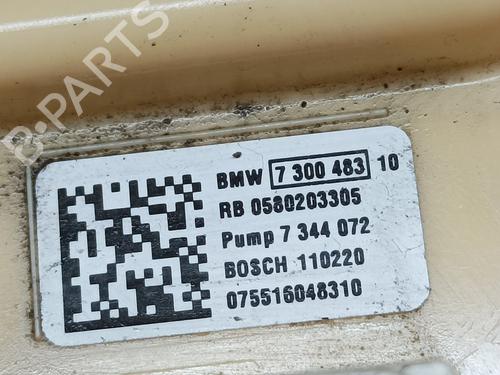 B-PARTS
BMW 7 300 483 10
RB 0580203305
Pump 7 344 072
BOSCH 110220
075516048310